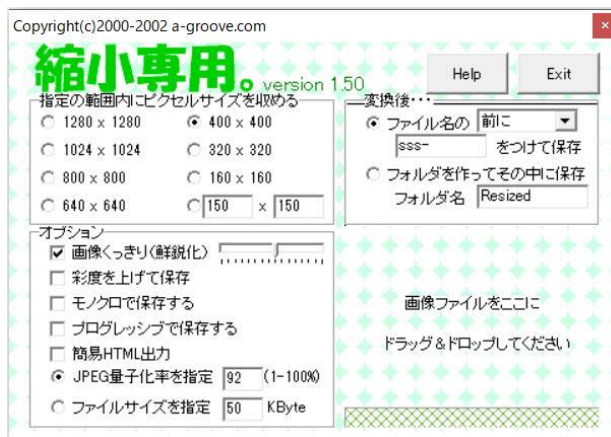 Copyright(c)2000-2002 a-groove.com
縮小専用。version 1.50
Help
Exit
指定の範囲内にピクセルサイズを収める
1280 x 1280
400 x 400
1024 x 1024
320 x 320
800 x 800
160 x 160
640 x 640
150 x 150
変換後・・・
ファイル名の 前に
sss- をつけて保存
フォルダを作ってその中に保存
フォルダ名 Resized
オプション
画像くっきり(鮮鋭化)
彩度を上げて保存
モノクロで保存する
プログレッシブで保存する
簡易HTML出力
JPEG量子化率を指定 92 (1-100%)
ファイルサイズを指定 50 KByte
画像ファイルをここに
ドラッグ&ドロップしてください